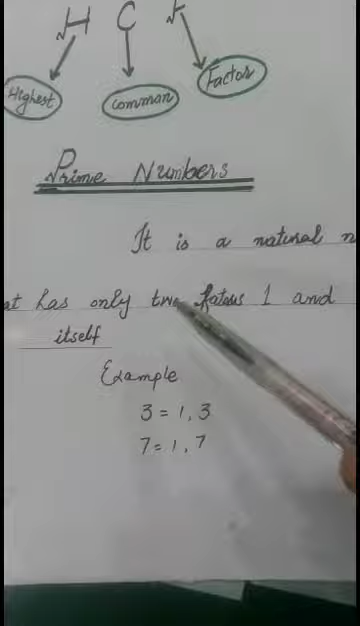 H C F
Highest Common Factor
Prime Numbers
It is a natural n
at has only two fators 1 and
itself
Example
3 = 1, 3
7 = 1, 7